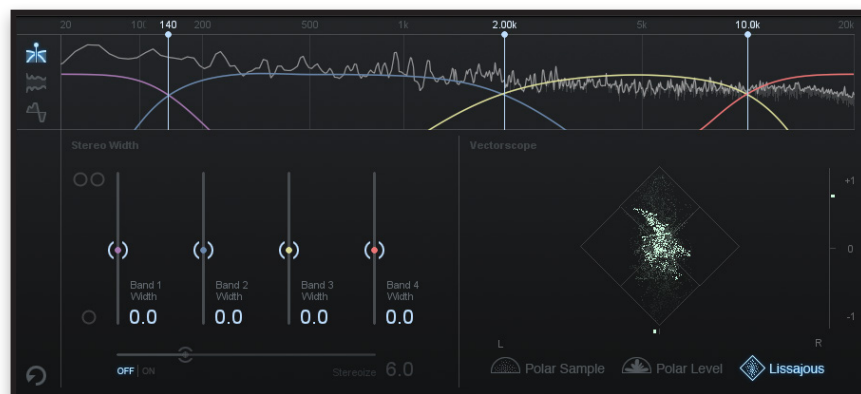 20 10( 140 200 500 1k 2.00k 5k 10.0k 20k
Stereo Width
Vectorscope
+1
0
-1
Band 1 Width
Band 2 Width
Band 3 Width
Band 4 Width
0.0 0.0 0.0 0.0
L R
OFF | ON Stereoize 6.0
Polar Sample Polar Level Lissajous